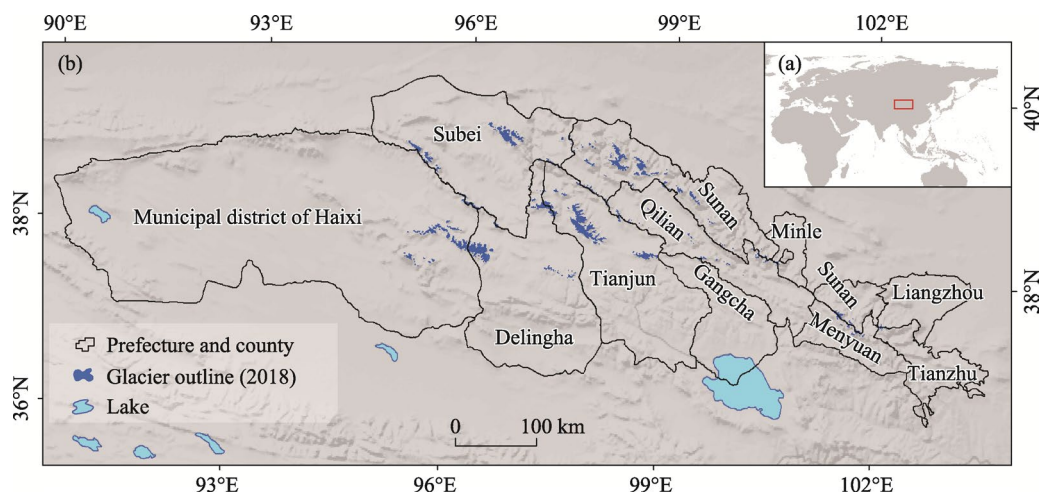 90°E 93°E 96°E 99°E 102°E
(b)
(a)
40°N
Subei
38°N
Municipal district of Haixi
Sunan
Qilian
Minle
Tianjun
Sunan
Gangcha
Liangzhou
38°N
Menyuan
Delingha
Tianzhu
Prefecture and county
Glacier outline (2018)
Lake
36°N
0 100 km
93°E 96°E 99°E 102°E